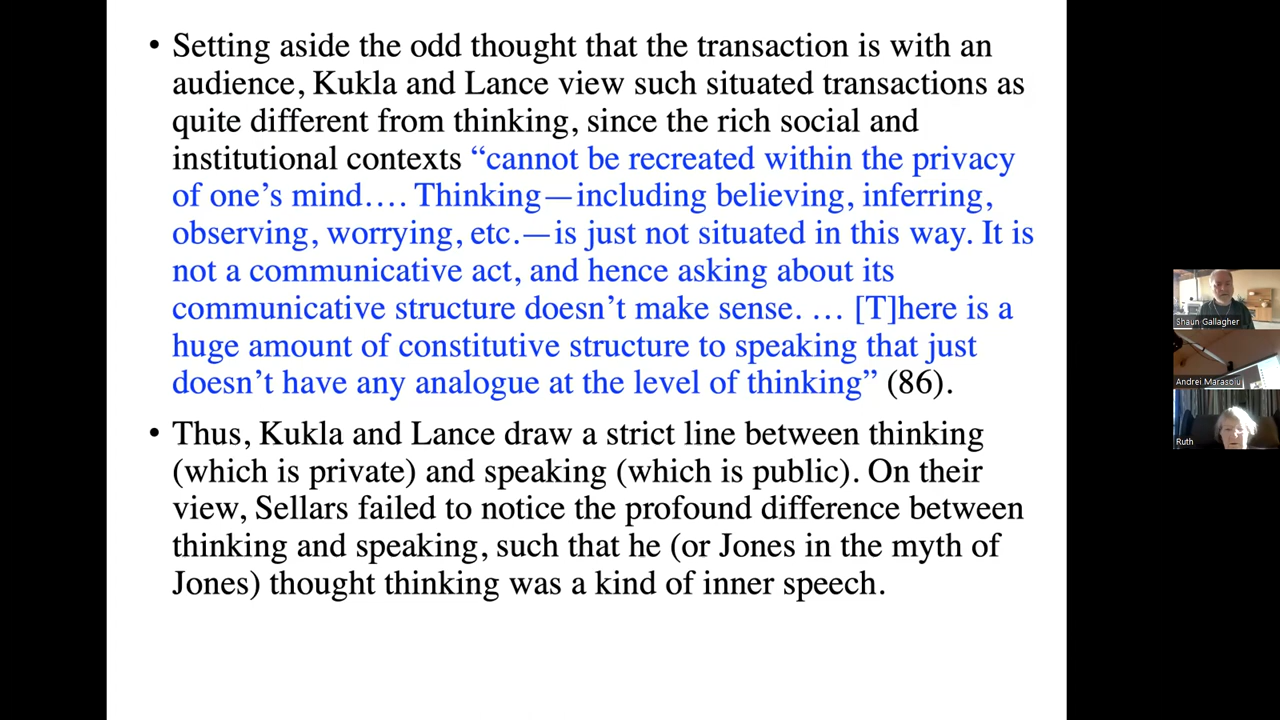 • Setting aside the odd thought that the transaction is with an
audience, Kukla and Lance view such situated transactions as
quite different from thinking, since the rich social and
institutional contexts “cannot be recreated within the privacy
of one’s mind…. Thinking—including believing, inferring,
observing, worrying, etc.—is just not situated in this way. It is
not a communicative act, and hence asking about its
communicative structure doesn’t make sense. … [T]here is a
huge amount of constitutive structure to speaking that just
doesn’t have any analogue at the level of thinking” (86).
• Thus, Kukla and Lance draw a strict line between thinking
(which is private) and speaking (which is public). On their
view, Sellars failed to notice the profound difference between
thinking and speaking, such that he (or Jones in the myth of
Jones) thought thinking was a kind of inner speech.
Shaun Gallagher
Andrei Marasoiu
Ruth